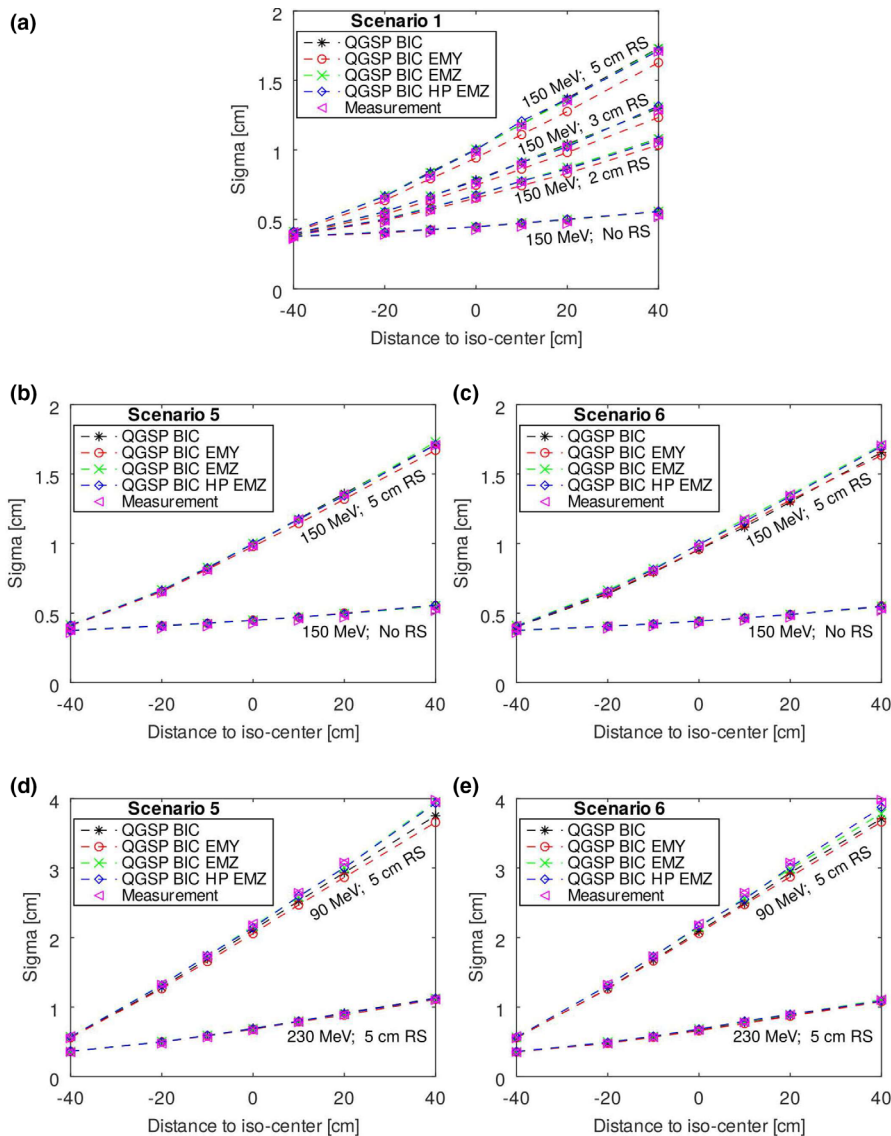 (a)
Scenario 1
QGSP BIC
QGSP BIC EMY
QGSP BIC EMZ
QGSP BIC HP EMZ
Measurement
150 MeV; 5 cm RS
150 MeV; 3 cm RS
150 MeV; 2 cm RS
150 MeV; No RS
Sigma [cm]
2
1.5
1
0.5
0
-40 -20 0 20 40
Distance to iso-center [cm]
(b)
Scenario 5
QGSP BIC
QGSP BIC EMY
QGSP BIC EMZ
QGSP BIC HP EMZ
Measurement
150 MeV; 5 cm RS
150 MeV; No RS
Sigma [cm]
2
1.5
1
0.5
0
-40 -20 0 20 40
Distance to iso-center [cm]
(c)
Scenario 6
QGSP BIC
QGSP BIC EMY
QGSP BIC EMZ
QGSP BIC HP EMZ
Measurement
150 MeV; 5 cm RS
150 MeV; No RS
Sigma [cm]
2
1.5
1
0.5
0
-40 -20 0 20 40
Distance to iso-center [cm]
(d)
Scenario 5
QGSP BIC
QGSP BIC EMY
QGSP BIC EMZ
QGSP BIC HP EMZ
Measurement
90 MeV; 5 cm RS
230 MeV; 5 cm RS
Sigma [cm]
4
3
2
1
0
-40 -20 0 20 40
Distance to iso-center [cm]
(e)
Scenario 6
QGSP BIC
QGSP BIC EMY
QGSP BIC EMZ
QGSP BIC HP EMZ
Measurement
90 MeV; 5 cm RS
230 MeV; 5 cm RS
Sigma [cm]
4
3
2
1
0
-40 -20 0 20 40
Distance to iso-center [cm]